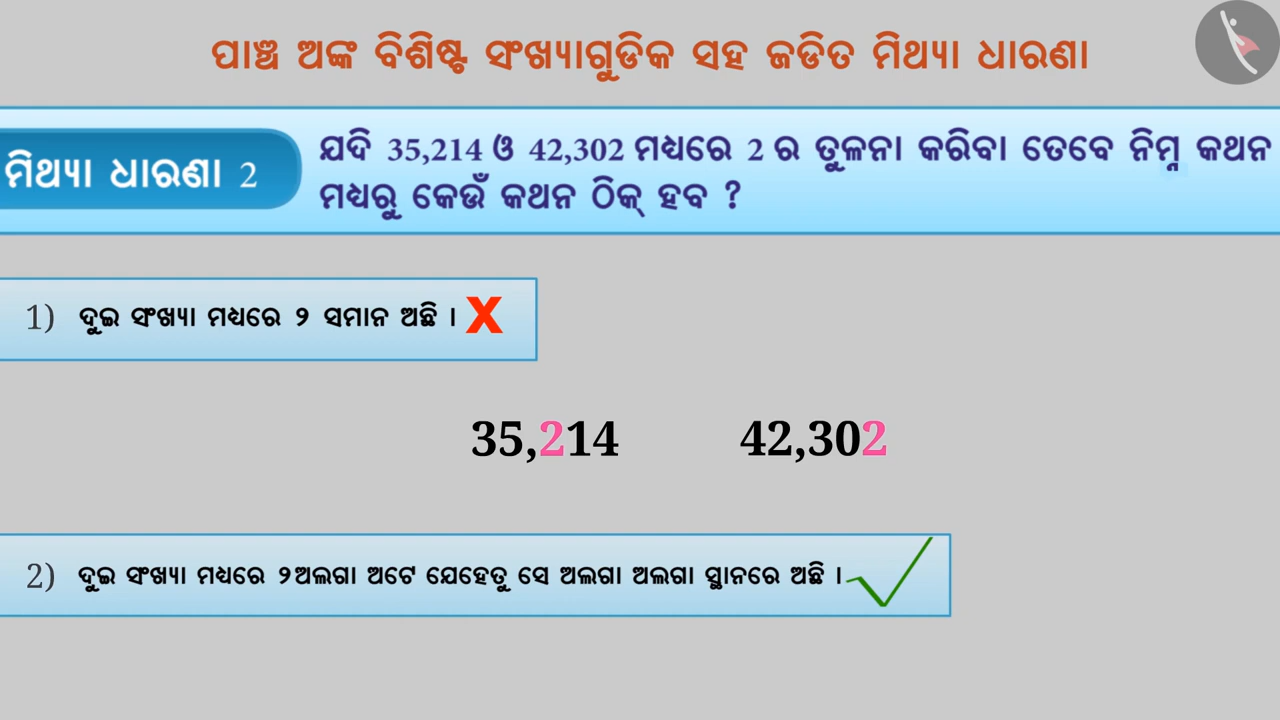 ପାଞ୍ଚ ଅଙ୍କ ବିଶିଷ୍ଟ ସଂଖ୍ୟାଗୁଡିକ ସହ ଜଡିତ ମିଥ୍ୟା ଧାରଣା
ମିଥ୍ୟା ଧାରଣା 2
ଯଦି 35,214 ଓ 42,302 ମଧ୍ୟରେ 2 ର ତୁଳନା କରିବା ତେବେ ନିମ୍ନ କଥନ
ମଧ୍ୟରୁ କେଉଁ କଥନ ଠିକ୍ ହବ ?
1) ଦୁଇ ସଂଖ୍ୟା ମଧ୍ୟରେ ୨ ସମାନ ଅଛି । X
35,214 42,302
2) ଦୁଇ ସଂଖ୍ୟା ମଧ୍ୟରେ ୨ଅଲଗା ଅଟେ ଯେହେତୁ ସେ ଅଲଗା ଅଲଗା ସ୍ଥାନରେ ଅଛି ।